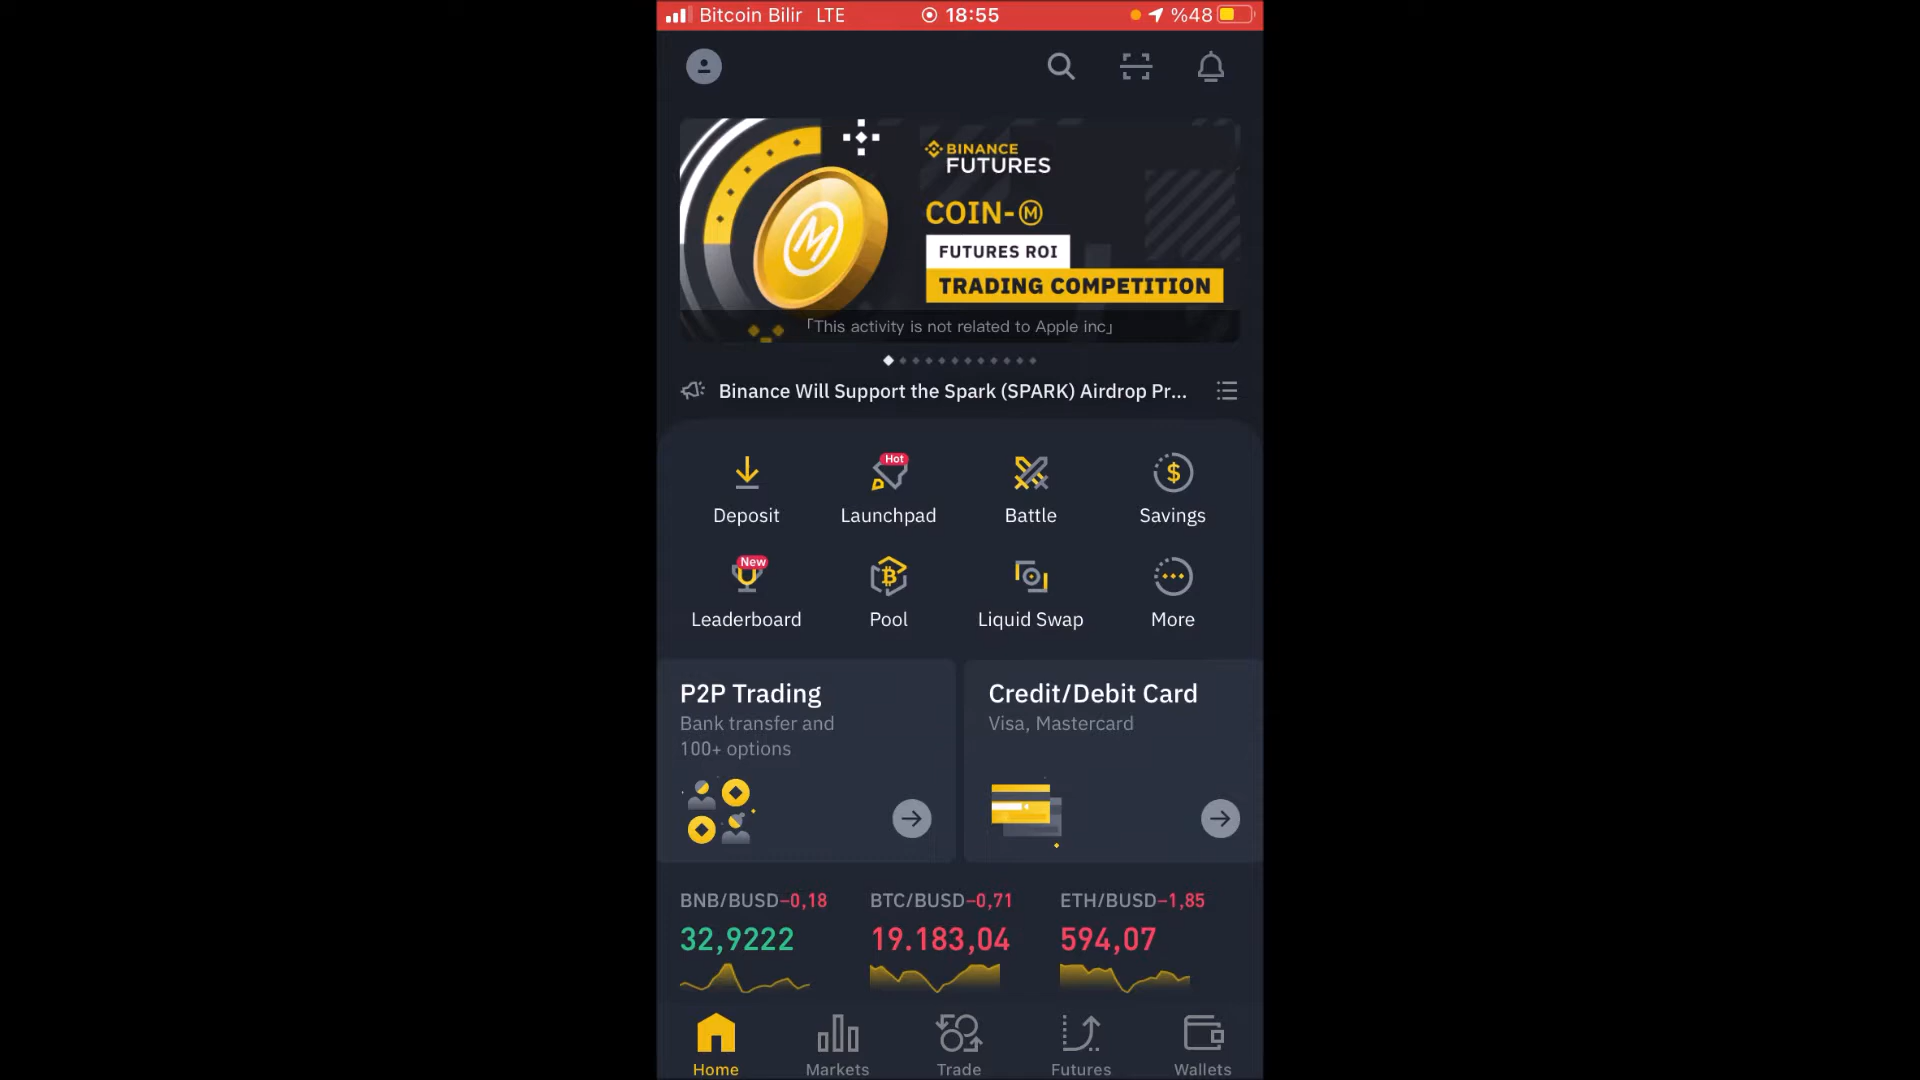 Bitcoin Bilir LTE 18:55 %48
BINANCE
FUTURES
COIN-Ⓜ
FUTURES ROI
TRADING COMPETITION
「This activity is not related to Apple inc」
Binance Will Support the Spark (SPARK) Airdrop Pr...
Hot
Deposit Launchpad Battle Savings
New
Leaderboard Pool Liquid Swap More
P2P Trading
Bank transfer and
100+ options
Credit/Debit Card
Visa, Mastercard
BNB/BUSD -0,18 BTC/BUSD -0,71 ETH/BUSD -1,85
32,9222 19.183,04 594,07
Home Markets Trade Futures Wallets